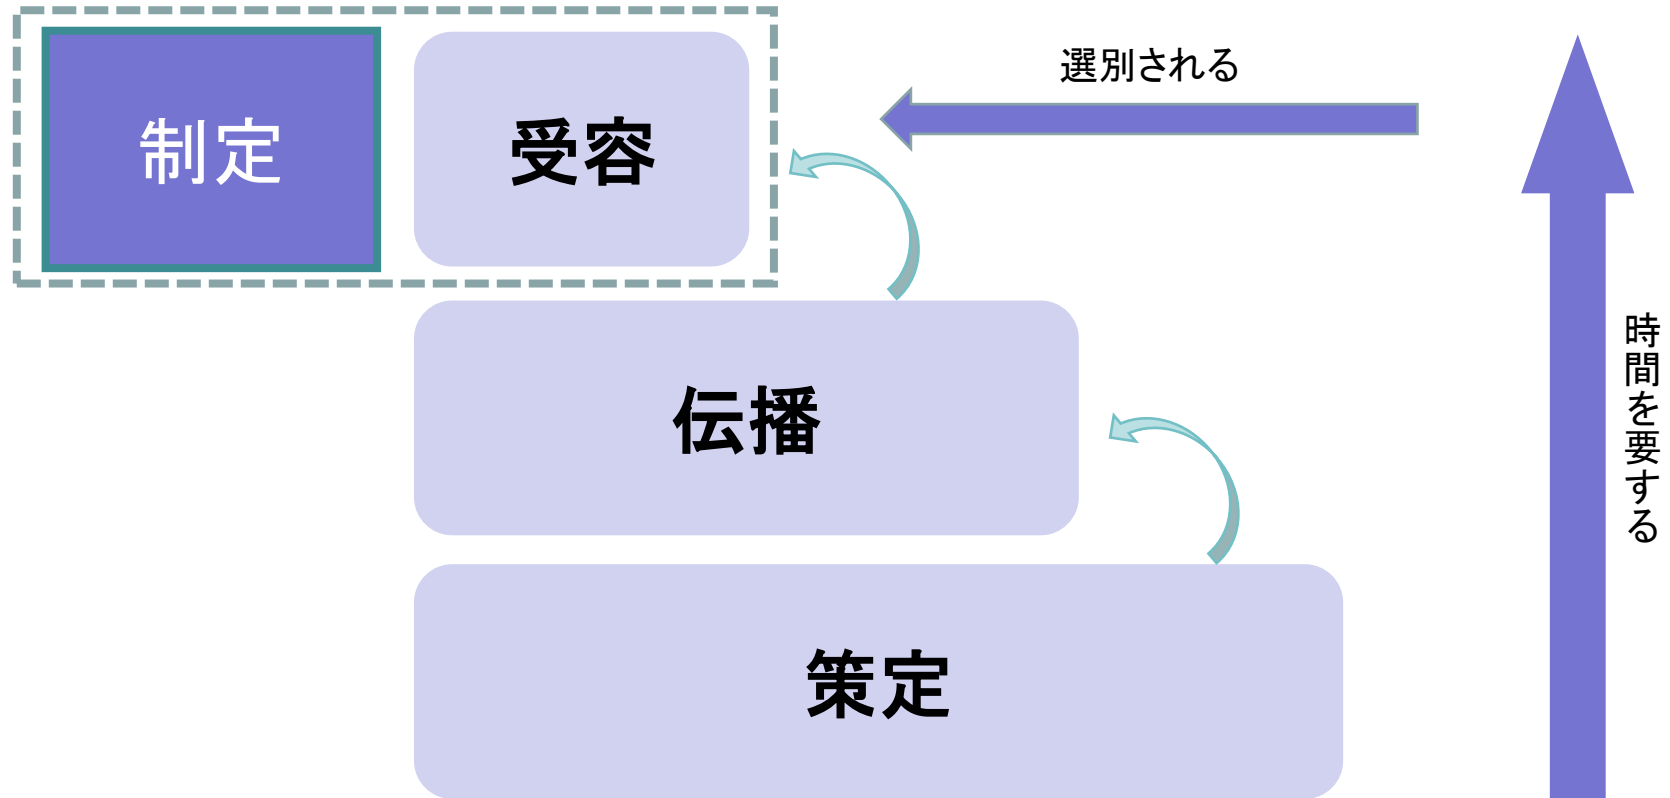 制定
受容
選別される
伝播
策定
時間を要する